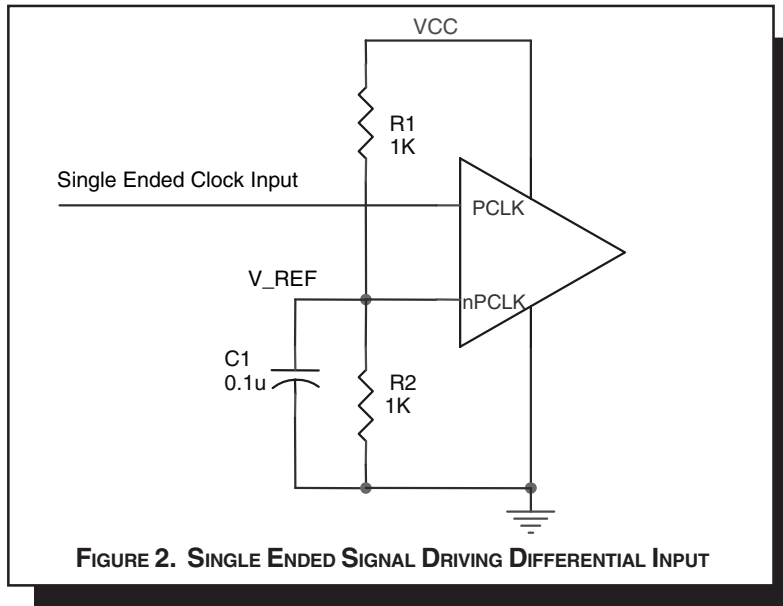 VCC
R1
1K
Single Ended Clock Input
PCLK
V_REF
nPCLK
C1
0.1u
R2
1K
FIGURE 2. SINGLE ENDED SIGNAL DRIVING DIFFERENTIAL INPUT